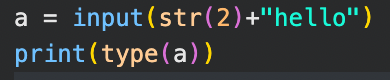 a = input(str(2)+"hello")
print(type(a))